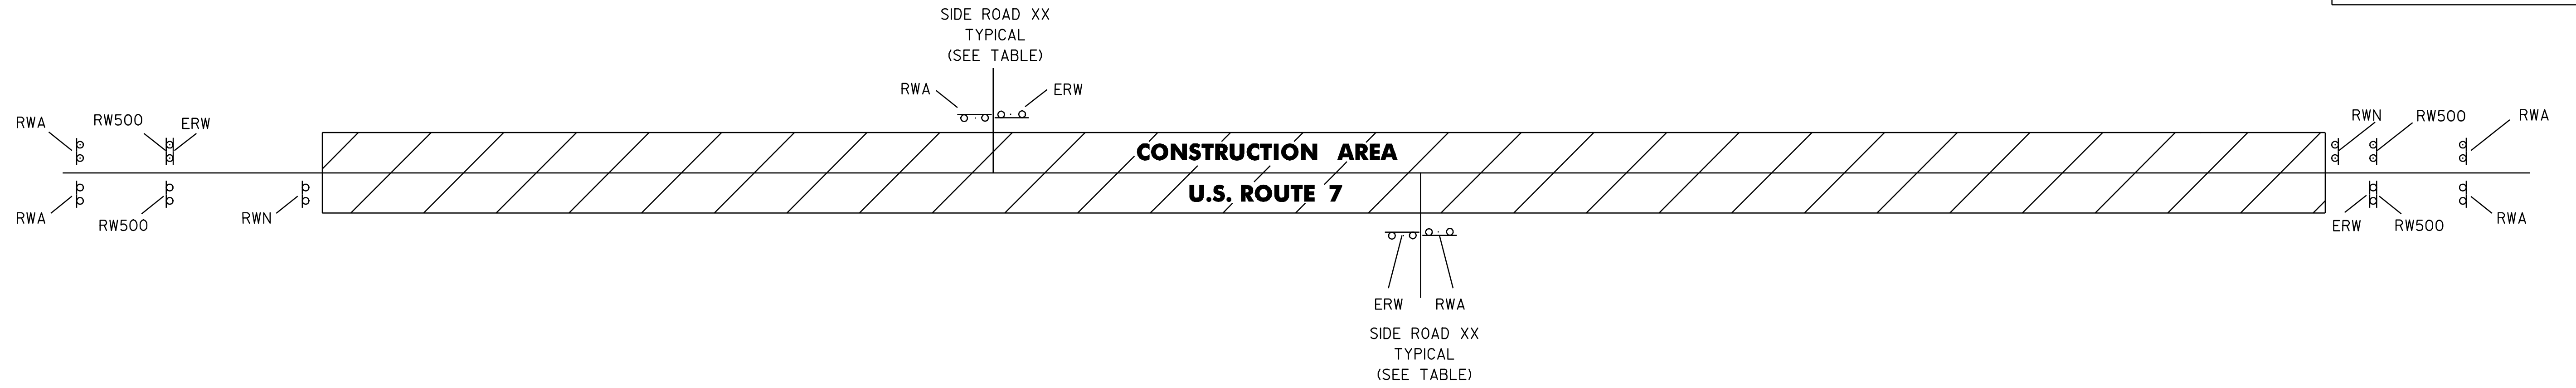 SIDE ROAD XX
TYPICAL
(SEE TABLE)
RWA
ERW
RWA
RW500
ERW
RWN
RW500
RWA
CONSTRUCTION AREA
U.S. ROUTE 7
RWA
RW500
RWN
ERW
RW500
RWA
ERW
RWA
SIDE ROAD XX
TYPICAL
(SEE TABLE)